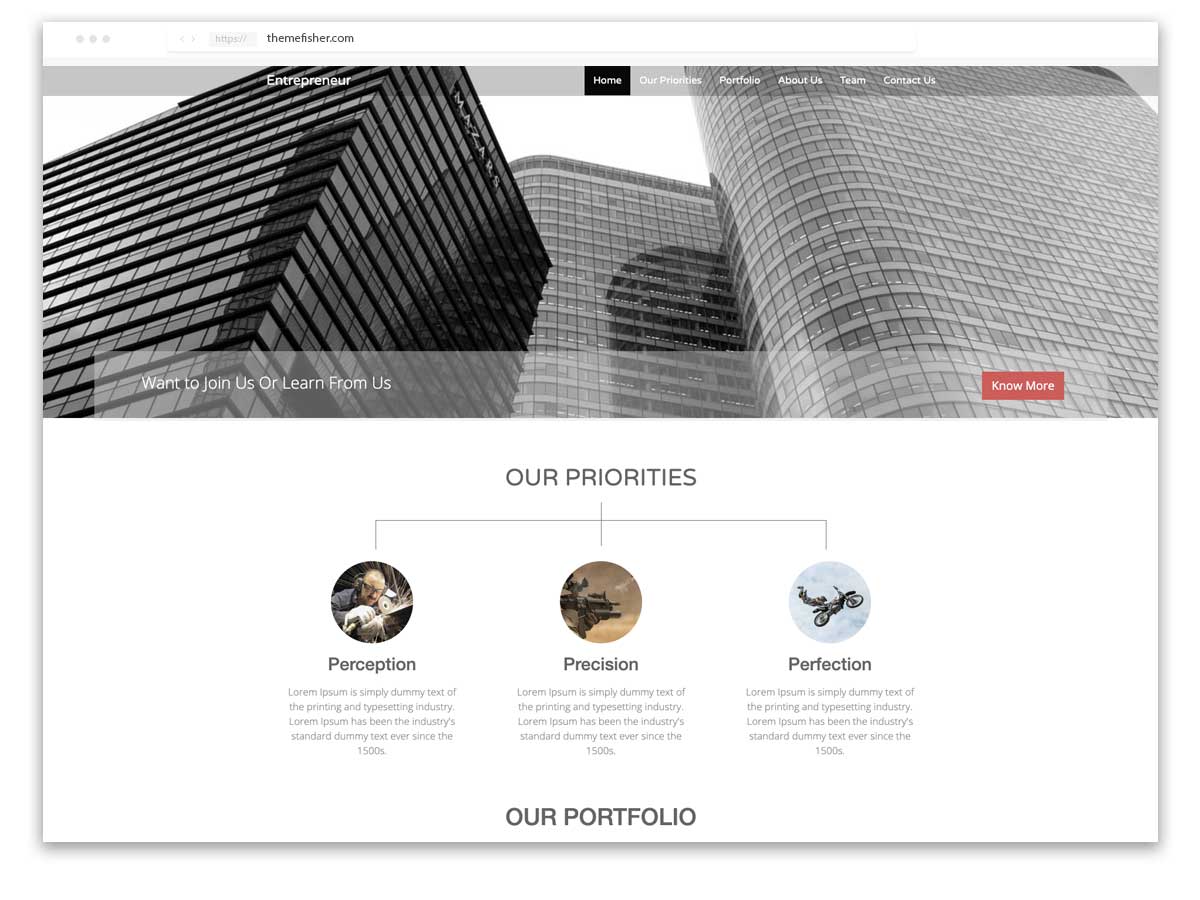 https:// themefisher.com
Entrepreneur
Home Our Priorities Portfolio About Us Team Contact Us
MAZARS
Want to Join Us Or Learn From Us
Know More
OUR PRIORITIES
Perception
Lorem Ipsum is simply dummy text of
the printing and typesetting industry.
Lorem Ipsum has been the industry's
standard dummy text ever since the
1500s.
Precision
Lorem Ipsum is simply dummy text of
the printing and typesetting industry.
Lorem Ipsum has been the industry's
standard dummy text ever since the
1500s.
Perfection
Lorem Ipsum is simply dummy text of
the printing and typesetting industry.
Lorem Ipsum has been the industry's
standard dummy text ever since the
1500s.
OUR PORTFOLIO